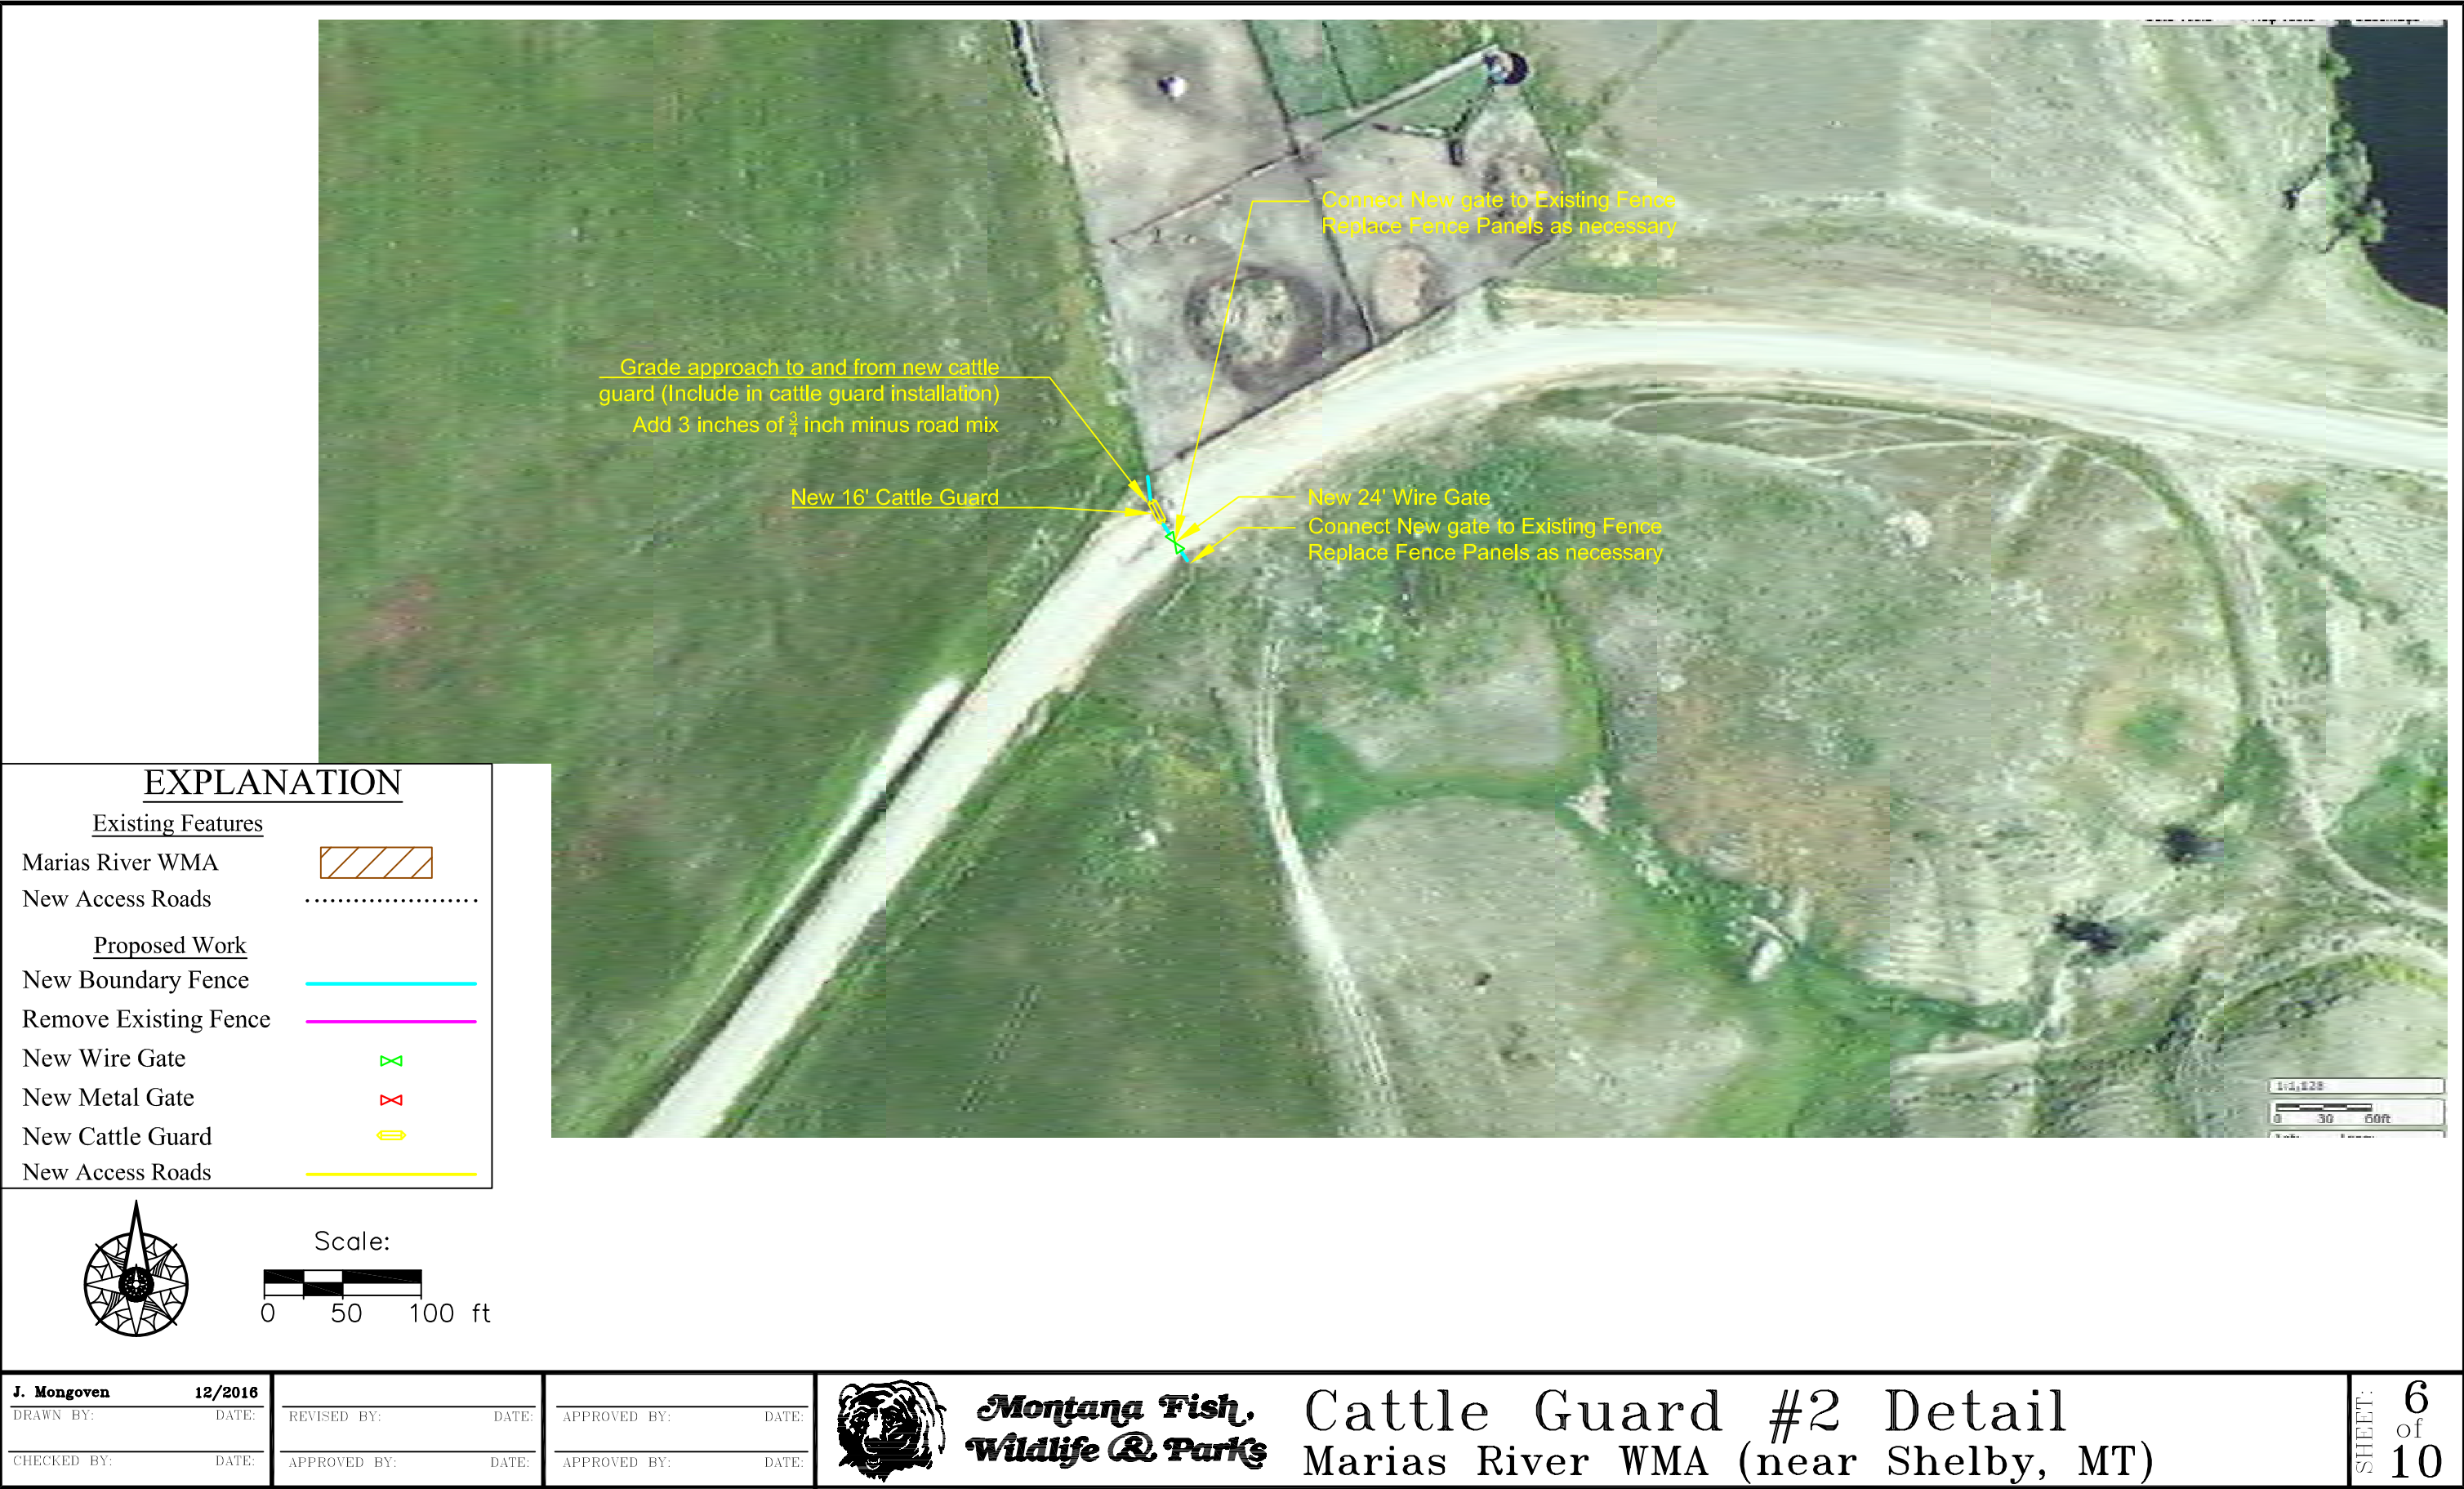 Connect New gate to Existing Fence
Replace Fence Panels as necessary
Grade approach to and from new cattle
guard (Include in cattle guard installation)
Add 3 inches of 3/4 inch minus road mix
New 16' Cattle Guard
New 24' Wire Gate
Connect New gate to Existing Fence
Replace Fence Panels as necessary
EXPLANATION
Existing Features
Marias River WMA
New Access Roads
Proposed Work
New Boundary Fence
Remove Existing Fence
New Wire Gate
New Metal Gate
New Cattle Guard
New Access Roads
1:1,128
0 30 60ft
Scale:
0 50 100 ft
J. Mongoven 12/2016
DRAWN BY: DATE:
CHECKED BY: DATE:
REVISED BY: DATE:
APPROVED BY: DATE:
APPROVED BY: DATE:
APPROVED BY: DATE:
Montana Fish,
Wildlife & Parks
Cattle Guard #2 Detail
Marias River WMA (near Shelby, MT)
SHEET:
6
of
10